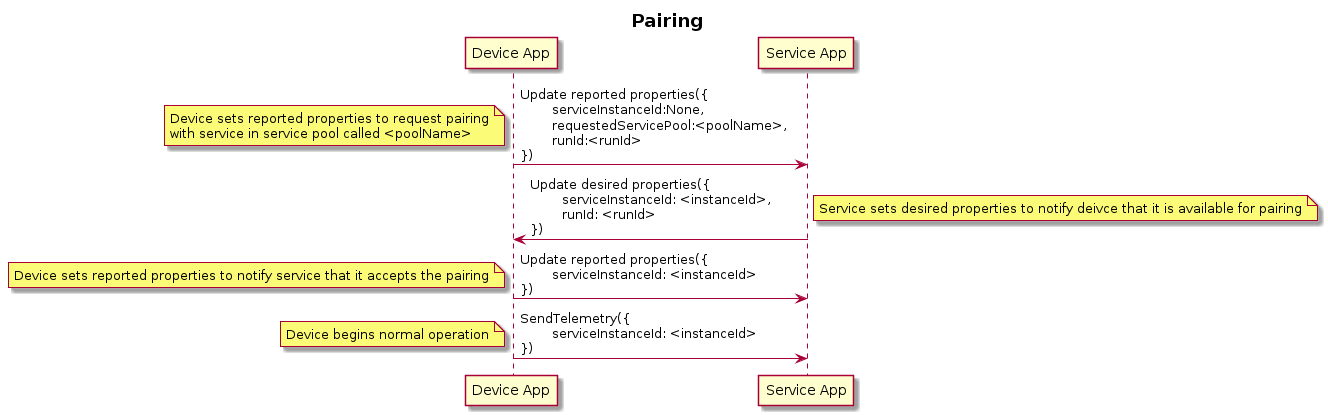 Pairing
Device App
Service App
Update reported properties({
serviceInstanceId:None,
requestedServicePool:<poolName>,
runId:<runId>
})
Device sets reported properties to request pairing
with service in service pool called <poolName>
Update desired properties({
serviceInstanceId: <instanceId>,
runId: <runId>
})
Service sets desired properties to notify deivce that it is available for pairing
Update reported properties({
serviceInstanceId: <instanceId>
})
Device sets reported properties to notify service that it accepts the pairing
SendTelemetry({
serviceInstanceId: <instanceId>
})
Device begins normal operation
Device App
Service App